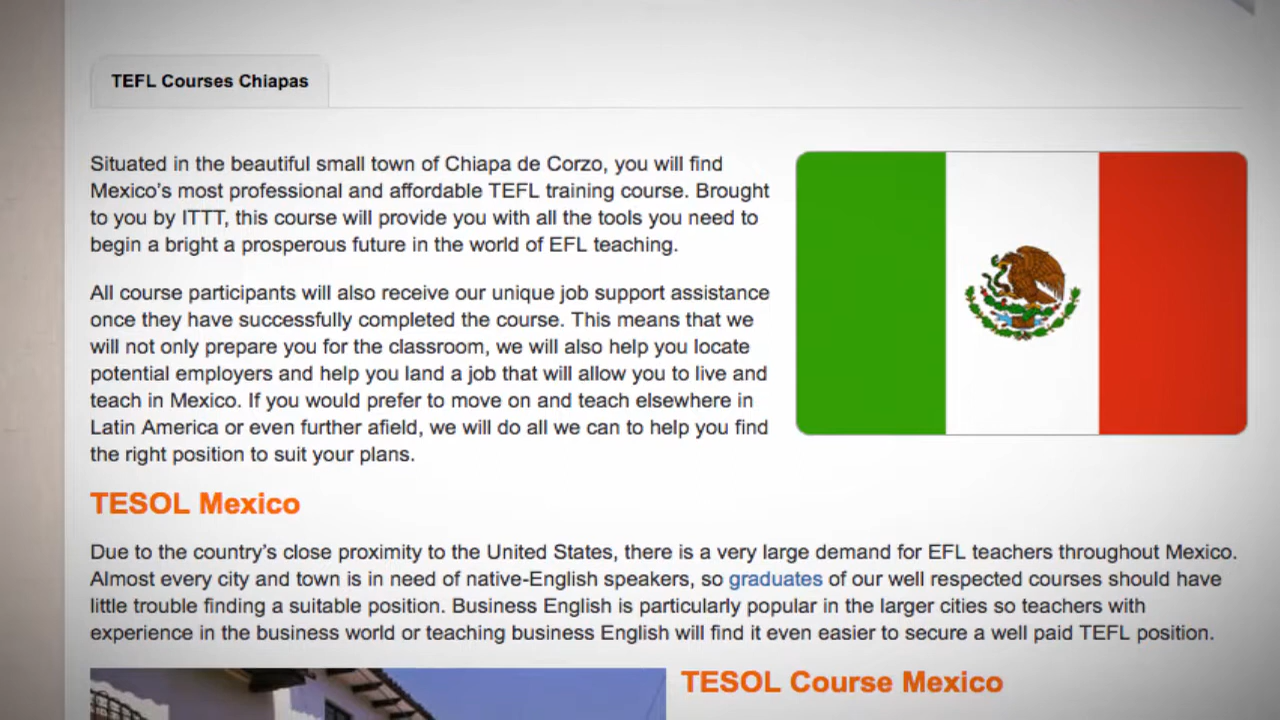 TEFL Courses Chiapas
Situated in the beautiful small town of Chiapa de Corzo, you will find
Mexico's most professional and affordable TEFL training course. Brought
to you by ITTT, this course will provide you with all the tools you need to
begin a bright a prosperous future in the world of EFL teaching.
All course participants will also receive our unique job support assistance
once they have successfully completed the course. This means that we
will not only prepare you for the classroom, we will also help you locate
potential employers and help you land a job that will allow you to live and
teach in Mexico. If you would prefer to move on and teach elsewhere in
Latin America or even further afield, we will do all we can to help you find
the right position to suit your plans.
TESOL Mexico
Due to the country's close proximity to the United States, there is a very large demand for EFL teachers throughout Mexico.
Almost every city and town is in need of native-English speakers, so graduates of our well respected courses should have
little trouble finding a suitable position. Business English is particularly popular in the larger cities so teachers with
experience in the business world or teaching business English will find it even easier to secure a well paid TEFL position.
TESOL Course Mexico